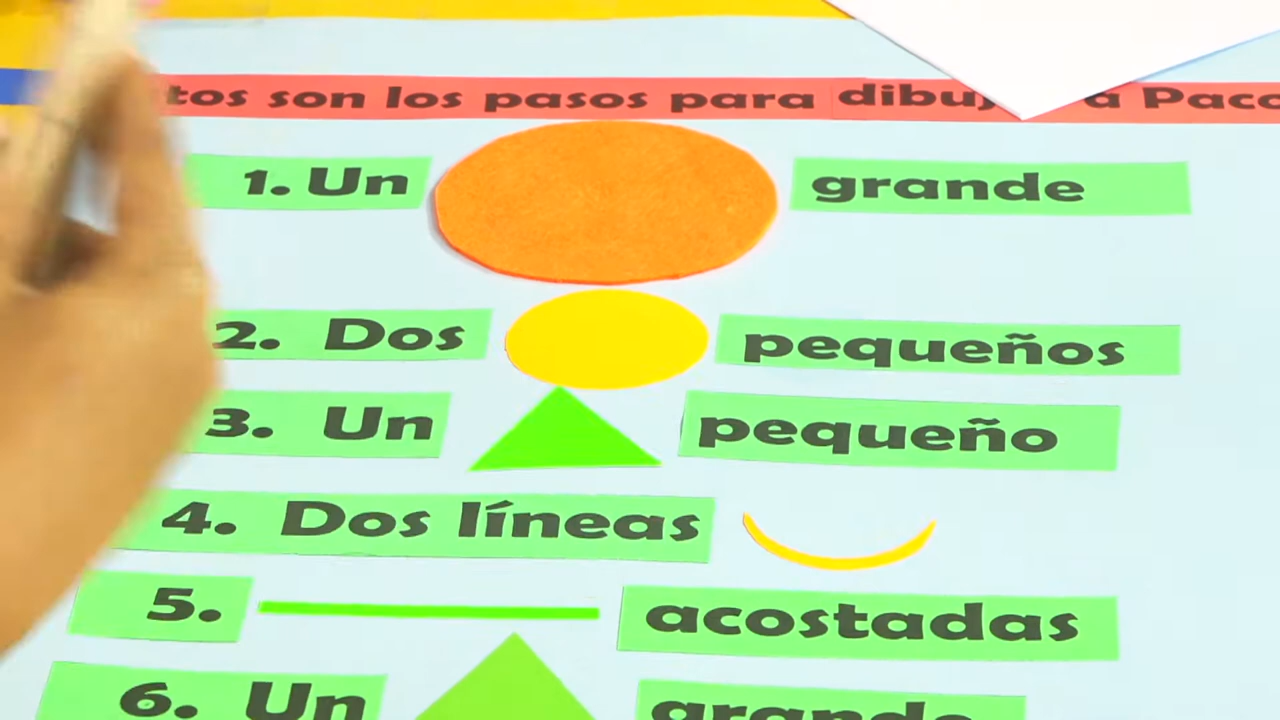 tos son los pasos para dibuj a Paco
1. Un grande
2. Dos pequeños
3. Un pequeño
4. Dos líneas
5. acostadas
6. Un grande